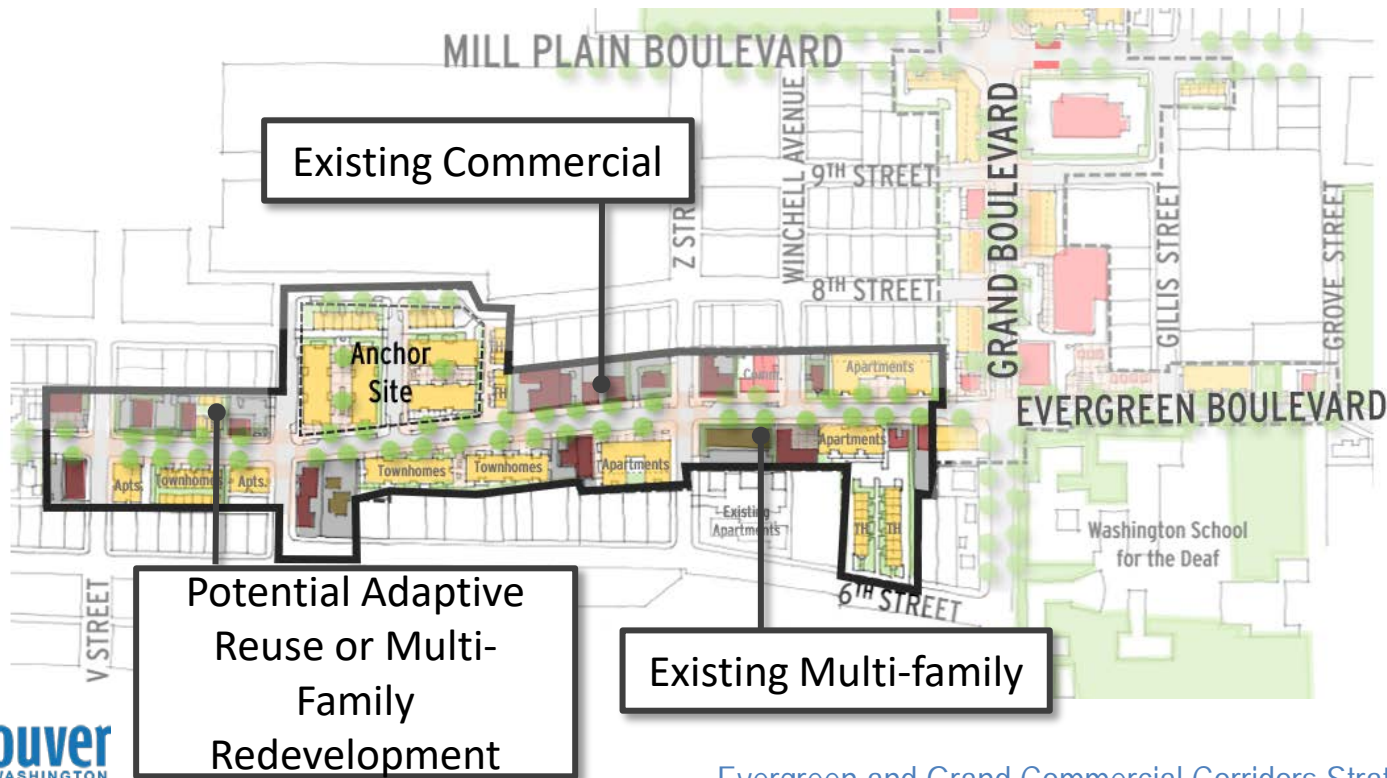 MILL PLAIN BOULEVARD
Existing Commercial
Z STR
WINCHELL AVENUE
9TH STREET
8TH STREET
GRAND BOULEVARD
GRAND BOULEVARD
GILLIS STREET
GROVE STREET
Anchor
Site
Comm.
Apartments
EVERGREEN BOULEVARD
Apts.
Townhomes
Apts.
Townhomes
Townhomes
Apartments
Apartments
Existing
Apartments
TH
TH
Washington School
for the Deaf
6TH STREET
V STREET
Potential Adaptive
Reuse or Multi-
Family
Redevelopment
Existing Multi-family
ouver
WASHINGTON
Evergreen and Grand Commercial Corridors Strat